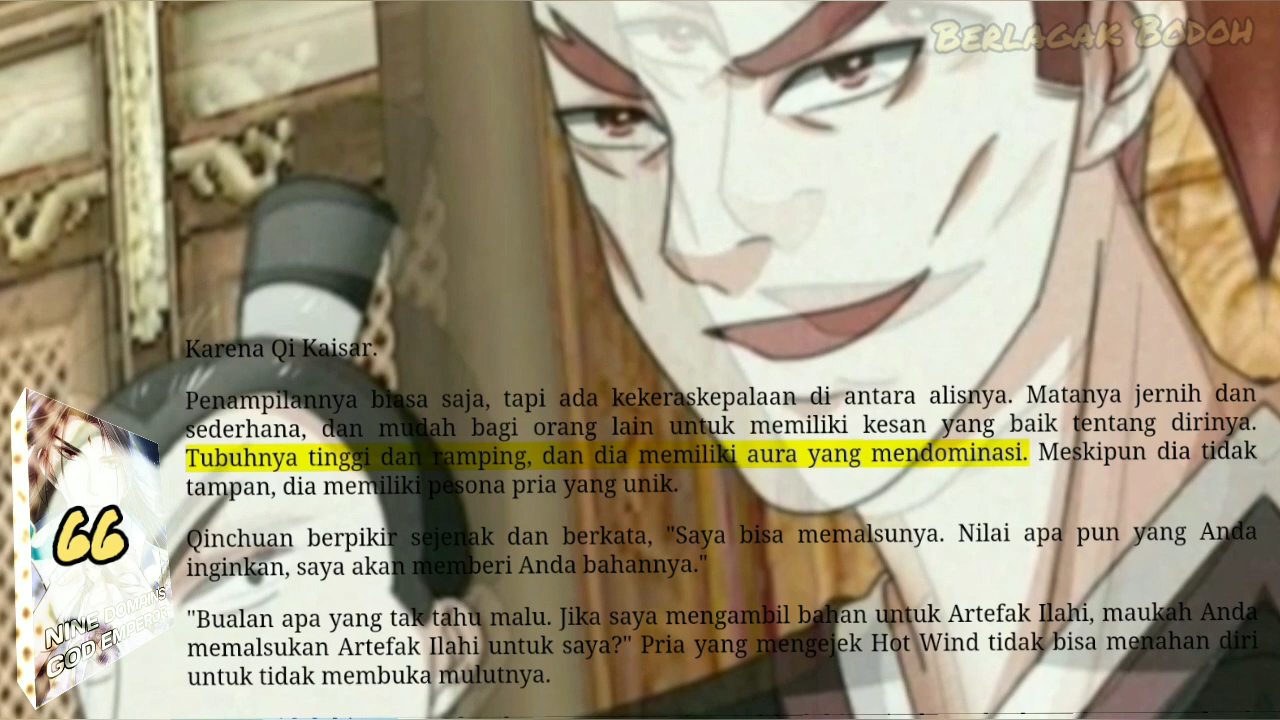 Berlagak Bodoh
Karena Qi Kaisar.
Penampilannya biasa saja, tapi ada kekeraskepalaan di antara alisnya. Matanya jernih dan
sederhana, dan mudah bagi orang lain untuk memiliki kesan yang baik tentang dirinya.
Tubuhnya tinggi dan ramping, dan dia memiliki aura yang mendominasi. Meskipun dia tidak
tampan, dia memiliki pesona pria yang unik.
Qinchuan berpikir sejenak dan berkata, "Saya bisa memalsunya. Nilai apa pun yang Anda
inginkan, saya akan memberi Anda bahannya."
"Bualan apa yang tak tahu malu. Jika saya mengambil bahan untuk Artefak Ilahi, maukah Anda
memalsukan Artefak Ilahi untuk saya?" Pria yang mengejek Hot Wind tidak bisa menahan diri
untuk tidak membuka mulutnya.
66
NINE DOMAINS
GOD EMPEROR